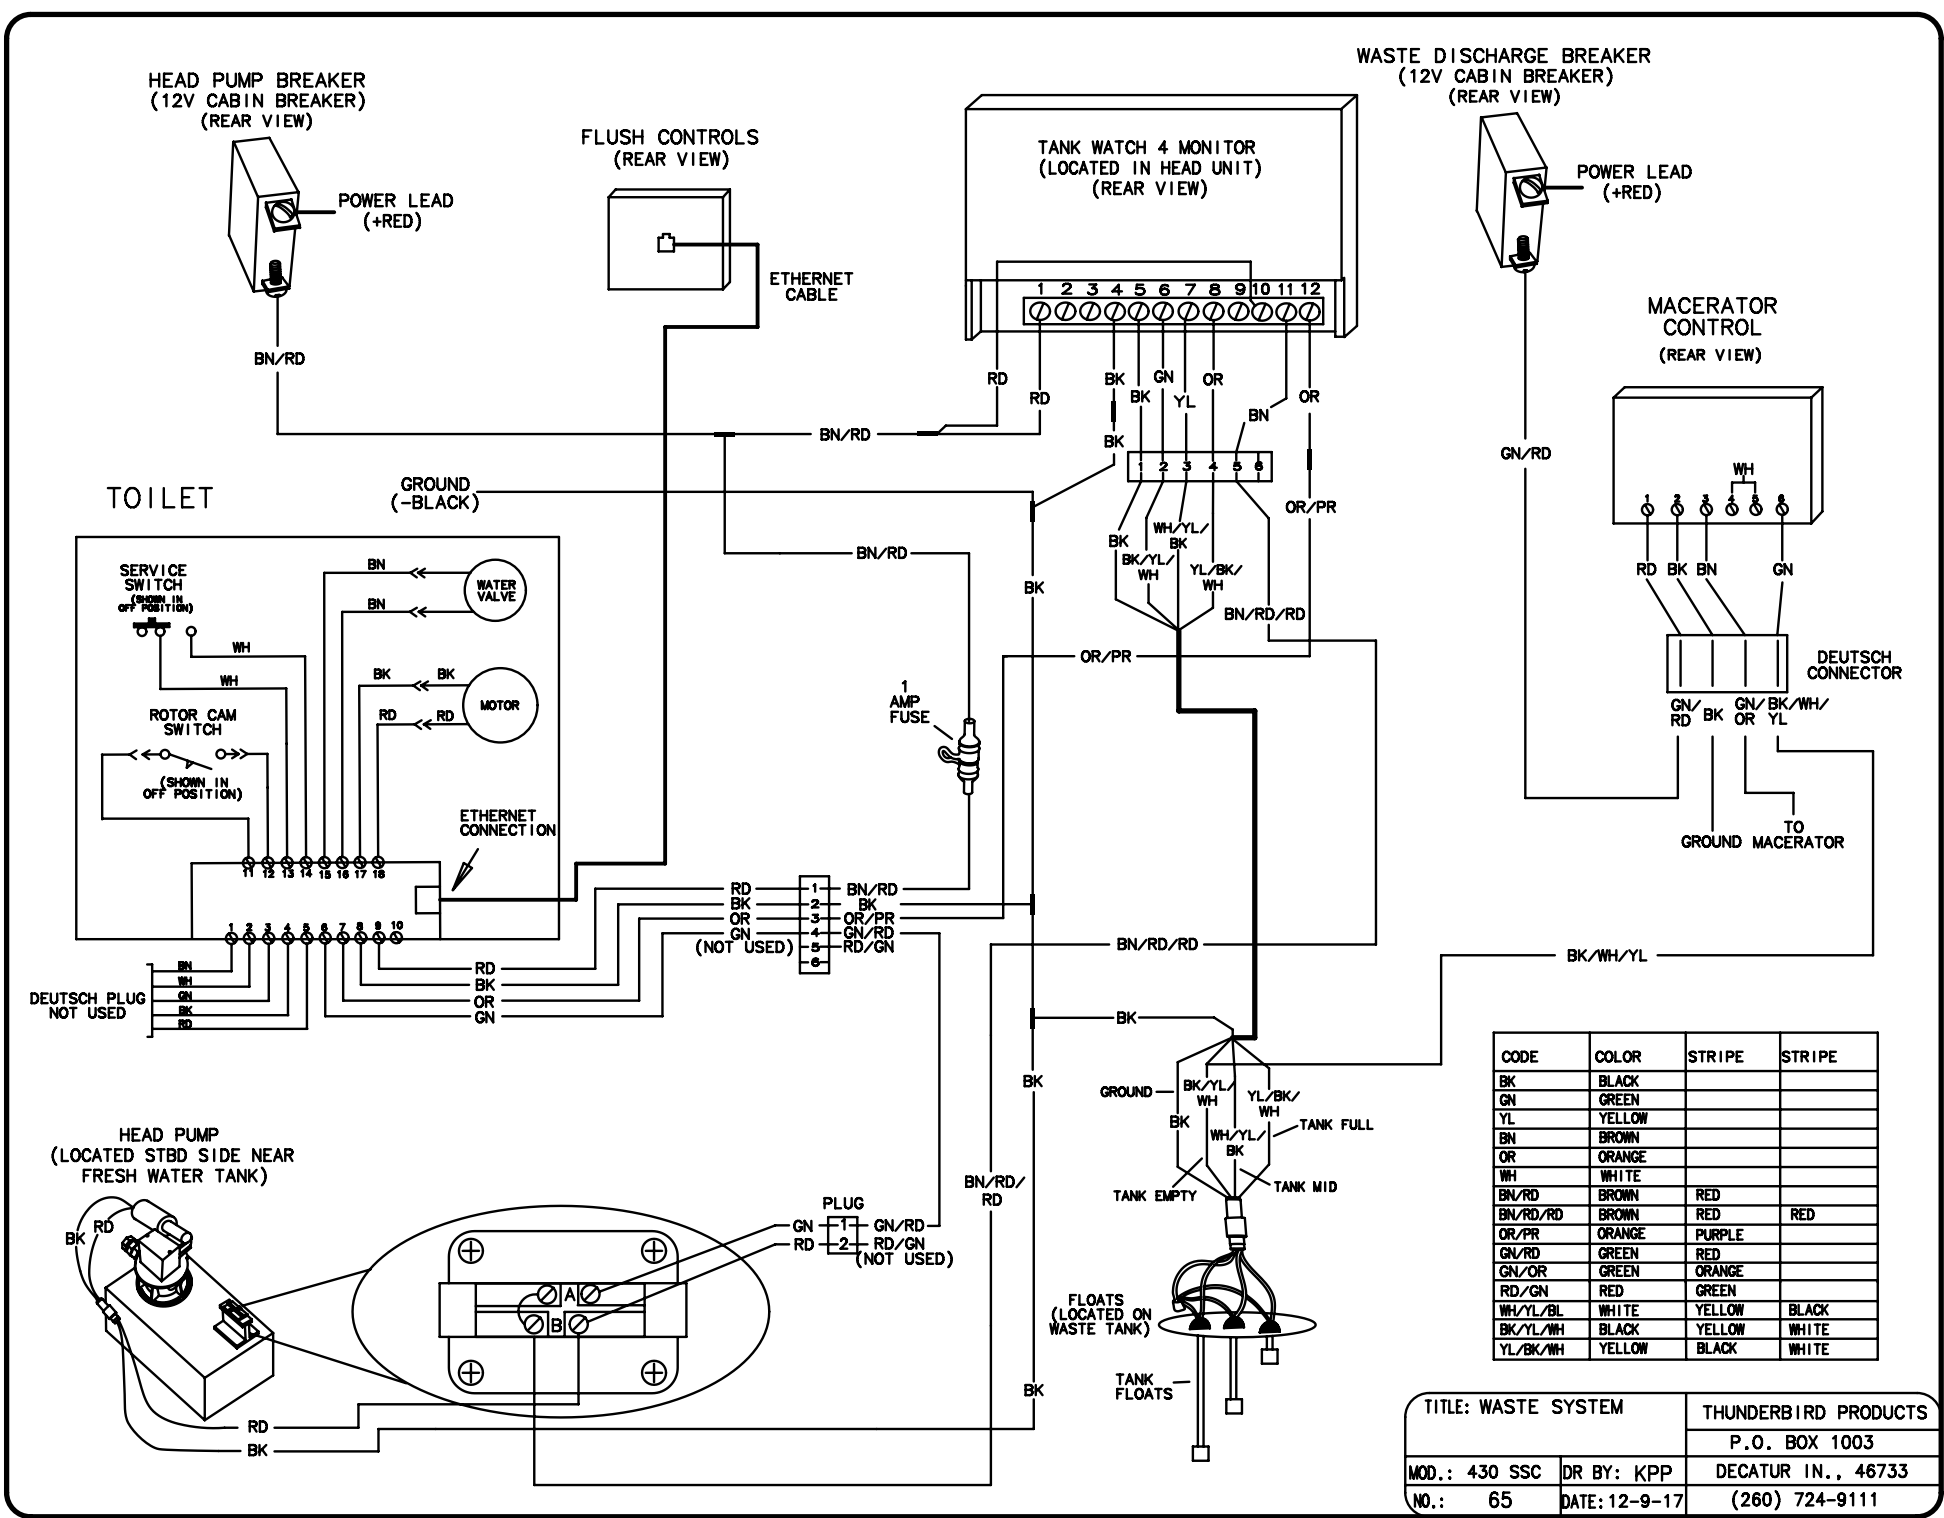 HEAD PUMP BREAKER
(12V CABIN BREAKER)
(REAR VIEW)
POWER LEAD
(+RED)
BN/RD
FLUSH CONTROLS
(REAR VIEW)
ETHERNET
CABLE
TANK WATCH 4 MONITOR
(LOCATED IN HEAD UNIT)
(REAR VIEW)
1 2 3 4 5 6 7 8 9 10 11 12
RD
RD
BK
BK
GN
YL
OR
BN
OR
BK
BN/RD
1 2 3 4 5 6
OR/PR
WASTE DISCHARGE BREAKER
(12V CABIN BREAKER)
(REAR VIEW)
POWER LEAD
(+RED)
GN/RD
MACERATOR
CONTROL
(REAR VIEW)
WH
1 2 3 4 5 6
RD BK BN GN
DEUTSCH
CONNECTOR
GN/
RD
BK
GN/
OR
BK/WH/
YL
GROUND
TO
MACERATOR
TOILET
GROUND
(-BLACK)
SERVICE
SWITCH
(SHOWN IN
OFF POSITION)
WH
WH
ROTOR CAM
SWITCH
(SHOWN IN
OFF POSITION)
BN
BN
WATER
VALVE
BK BK
RD RD
MOTOR
ETHERNET
CONNECTION
11 12 13 14 15 16 17 18
1 2 3 4 5 6 7 8 9 10
BN
WH
GN
BK
RD
DEUTSCH PLUG
NOT USED
RD
BK
OR
GN
BN/RD
1
AMP
FUSE
BK
BK
BK/YL/
WH
WH/YL/
BK
YL/BK/
WH
BN/RD/RD
OR/PR
RD 1 BN/RD
BK 2 BK
OR 3 OR/PR
GN 4 GN/RD
(NOT USED) 5 RD/GN
6
BN/RD/RD
BK/WH/YL
BK
BK
GROUND
BK
BK/YL/
WH
WH/YL/
BK
YL/BK/
WH
TANK FULL
TANK EMPTY
TANK MID
BN/RD/
RD
HEAD PUMP
(LOCATED STBD SIDE NEAR
FRESH WATER TANK)
BK
RD
RD
BK
PLUG
GN 1 GN/RD
RD 2 RD/GN
(NOT USED)
A
B
BK
FLOATS
(LOCATED ON
WASTE TANK)
TANK
FLOATS
CODE COLOR STRIPE STRIPE
BK BLACK
GN GREEN
YL YELLOW
BN BROWN
OR ORANGE
WH WHITE
BN/RD BROWN RED
BN/RD/RD BROWN RED RED
OR/PR ORANGE PURPLE
GN/RD GREEN RED
GN/OR GREEN ORANGE
RD/GN RED GREEN
WH/YL/BL WHITE YELLOW BLACK
BK/YL/WH BLACK YELLOW WHITE
YL/BK/WH YELLOW BLACK WHITE
TITLE: WASTE SYSTEM
THUNDERBIRD PRODUCTS
P.O. BOX 1003
MOD.: 430 SSC DR BY: KPP DECATUR IN., 46733
NO.: 65 DATE: 12-9-17 (260) 724-9111